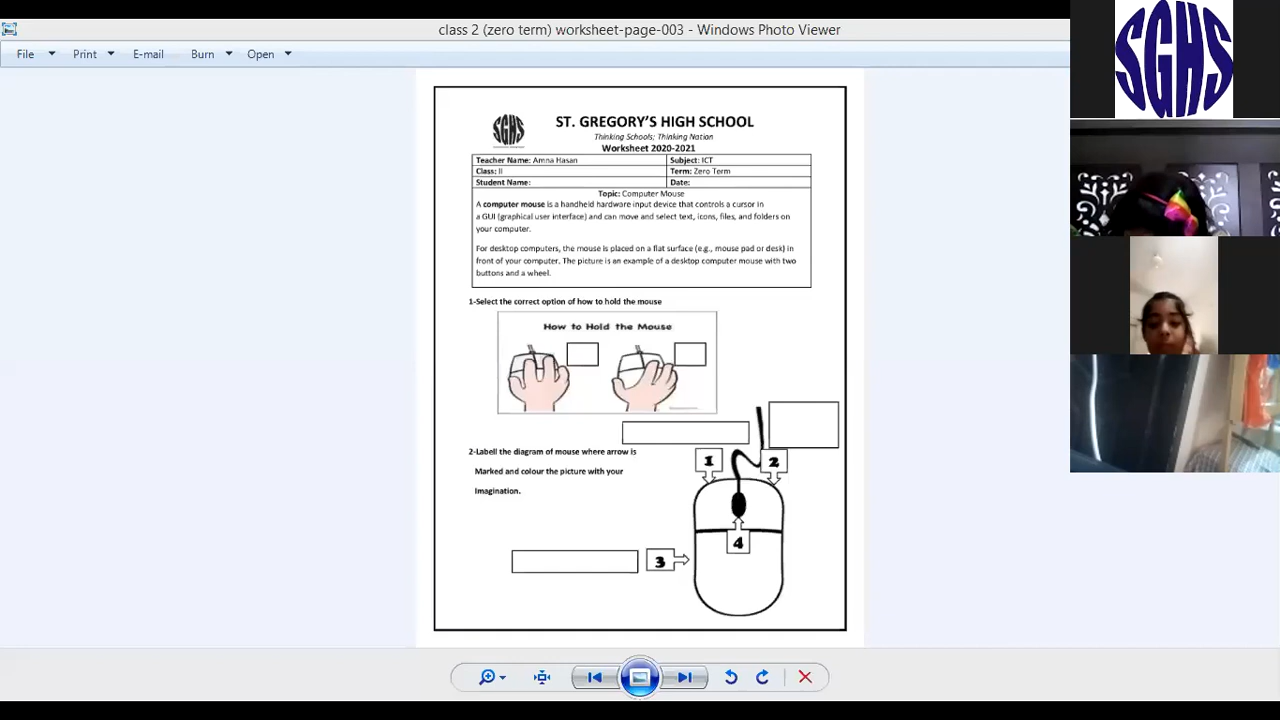 class 2 (zero term) worksheet-page-003 - Windows Photo Viewer
File Print E-mail Burn Open
SGHS
SGHS
ST. GREGORY'S HIGH SCHOOL
Thinking Schools; Thinking Nation
Worksheet 2020-2021
Teacher Name: Amna Hasan Subject: ICT
Class: II Term: Zero Term
Student Name: Date:
Topic: Computer Mouse
A computer mouse is a handheld hardware input device that controls a cursor in
a GUI (graphical user interface) and can move and select text, icons, files, and folders on
your computer.
For desktop computers, the mouse is placed on a flat surface (e.g., mouse pad or desk) in
front of your computer. The picture is an example of a desktop computer mouse with two
buttons and a wheel.
1-Select the correct option of how to hold the mouse
How to Hold the Mouse
2-Labell the diagram of mouse where arrow is
Marked and colour the picture with your
Imagination.
1
2
4
3